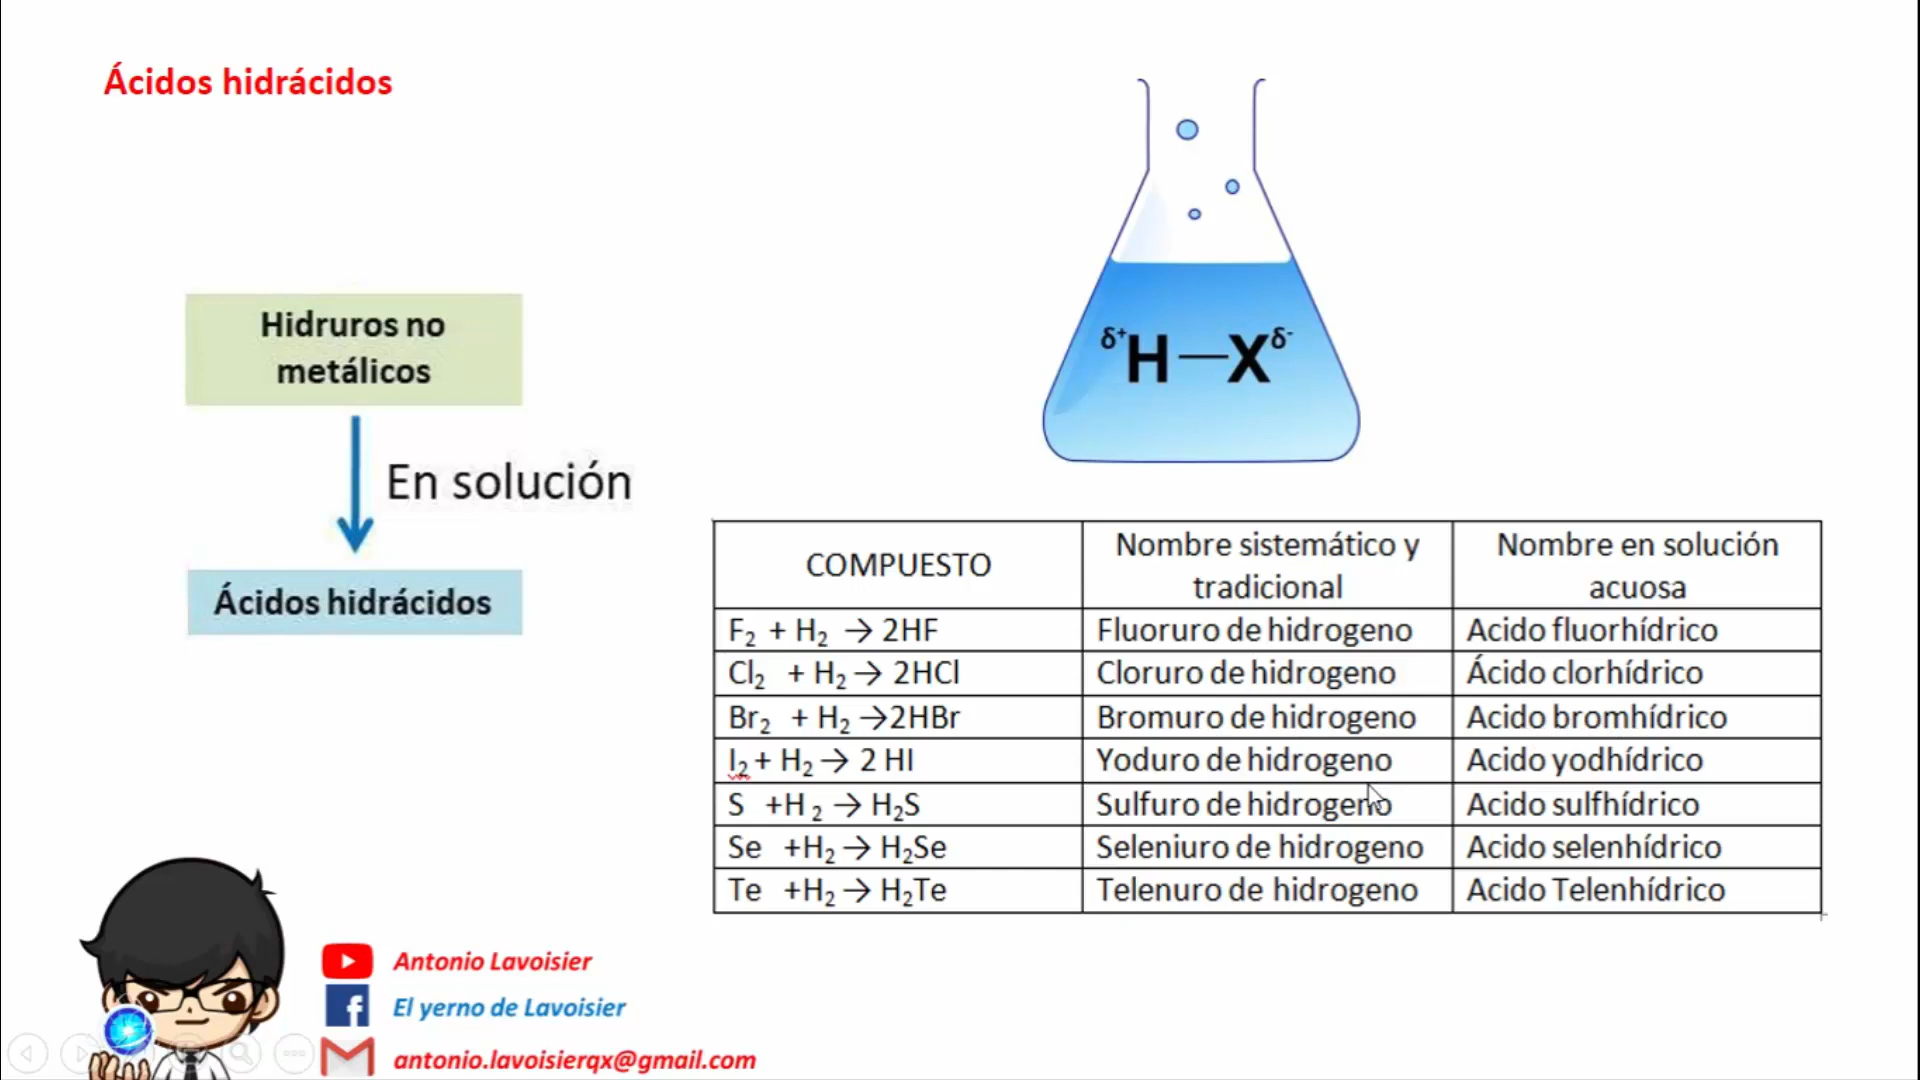 Ácidos hidrácidos
δ⁺H—Xδ⁻
Hidruros no
metálicos
En solución
Ácidos hidrácidos
COMPUESTO
Nombre sistemático y
tradicional
Nombre en solución
acuosa
F₂ + H₂ → 2HF Fluoruro de hidrogeno Acido fluorhídrico
Cl₂ + H₂ → 2HCl Cloruro de hidrogeno Ácido clorhídrico
Br₂ + H₂ →2HBr Bromuro de hidrogeno Acido bromhídrico
I₂ + H₂ → 2 HI Yoduro de hidrogeno Acido yodhídrico
S +H₂ → H₂S Sulfuro de hidrogeno Acido sulfhídrico
Se +H₂ → H₂Se Seleniuro de hidrogeno Acido selenhídrico
Te +H₂ → H₂Te Telenuro de hidrogeno Acido Telenhídrico
Antonio Lavoisier
El yerno de Lavoisier
antonio.lavoisierqx@gmail.com